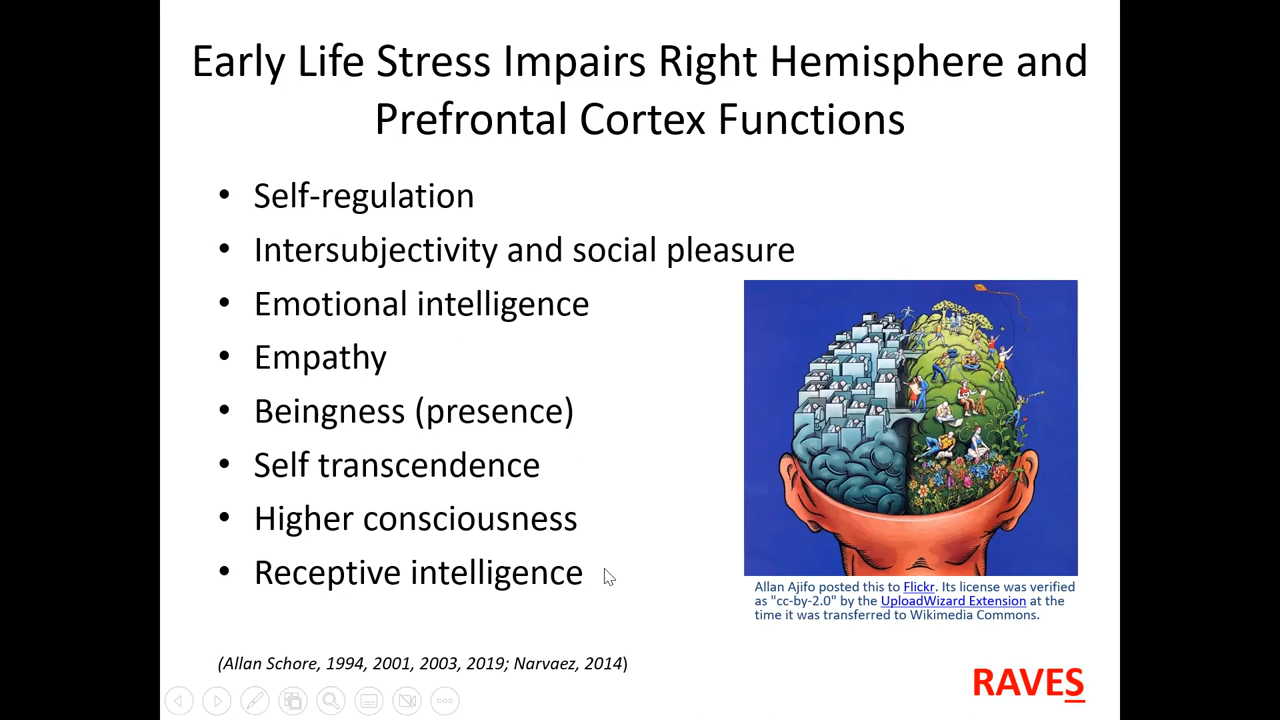 Early Life Stress Impairs Right Hemisphere and
Prefrontal Cortex Functions
• Self-regulation
• Intersubjectivity and social pleasure
• Emotional intelligence
• Empathy
• Beingness (presence)
• Self transcendence
• Higher consciousness
• Receptive intelligence
Allan Ajifo posted this to Flickr. Its license was verified
as "cc-by-2.0" by the UploadWizard Extension at the
time it was transferred to Wikimedia Commons.
(Allan Schore, 1994, 2001, 2003, 2019; Narvaez, 2014)
RAVES